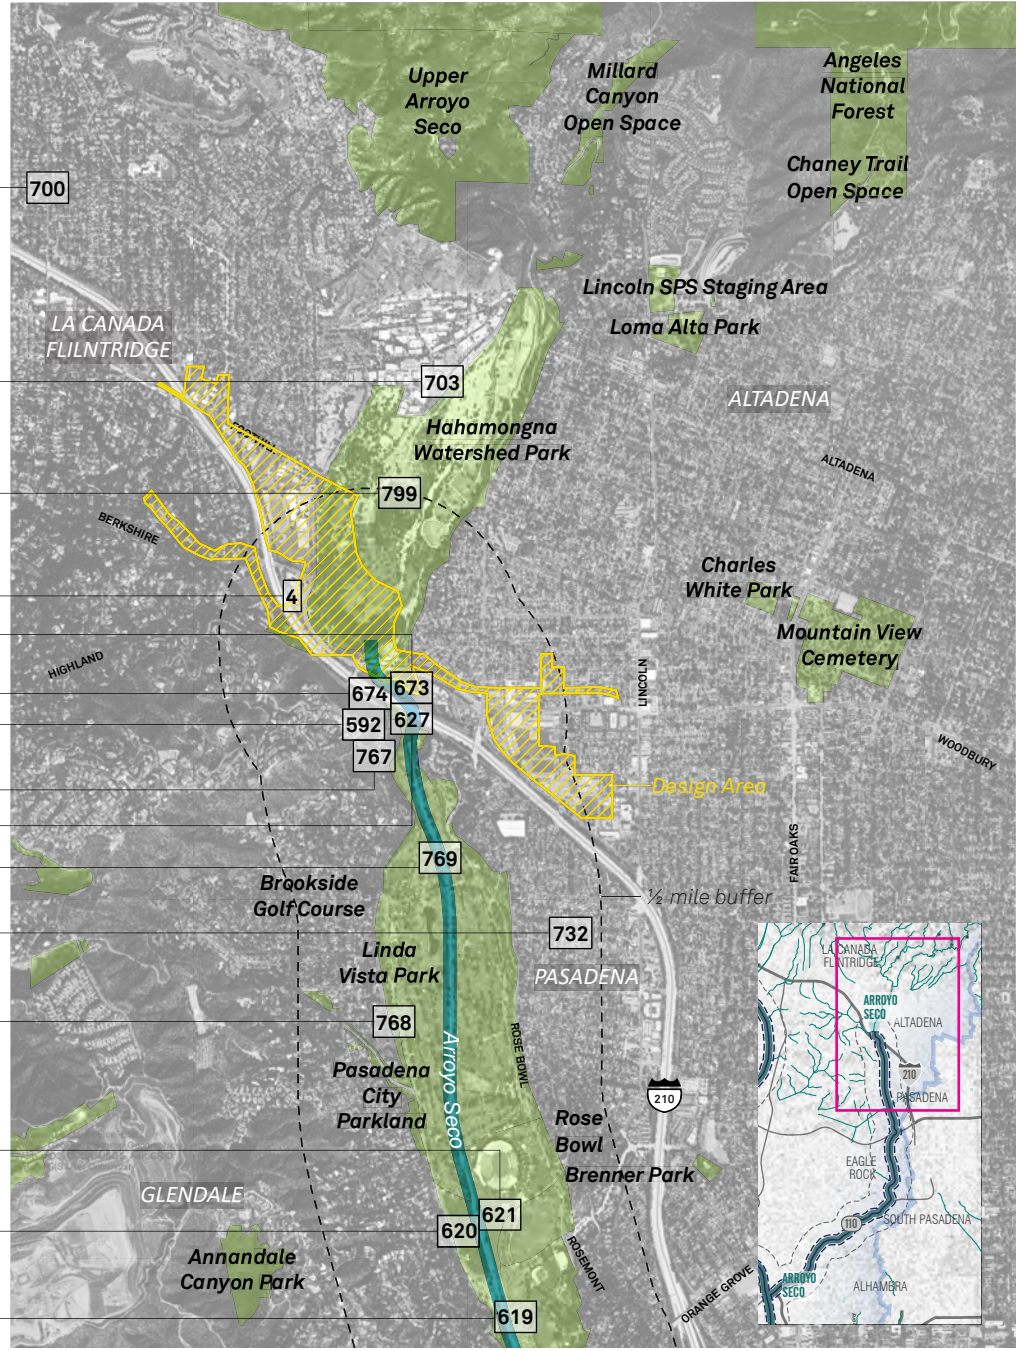 Upper
Arroyo
Seco
Millard
Canyon
Open Space
Angeles
National
Forest
Chaney Trail
Open Space
700
Lincoln SPS Staging Area
Loma Alta Park
LA CANADA
FLILNTRIDGE
703
ALTADENA
Hahamongna
Watershed Park
ALTADENA
799
BERKSHIRE
Charles
White Park
4
Mountain View
Cemetery
HIGHLAND
LINCOLN
674
673
592
627
767
WOODBURY
Design Area
FAIR OAKS
769
Brookside
Golf Course
½ mile buffer
732
Linda
Vista Park
PASADENA
768
ROSE BOWL
Arroyo Seco
Pasadena
City
Parkland
210
Rose
Bowl
Brenner Park
GLENDALE
621
620
Annandale
Canyon Park
ROSEMONT
ORANGE GROVE
619
LA CANADA
FLINTRIDGE
ARROYO
SECO
ALTADENA
210
PASADENA
EAGLE
ROCK
110
SOUTH PASADENA
ARROYO
SECO
ALHAMBRA